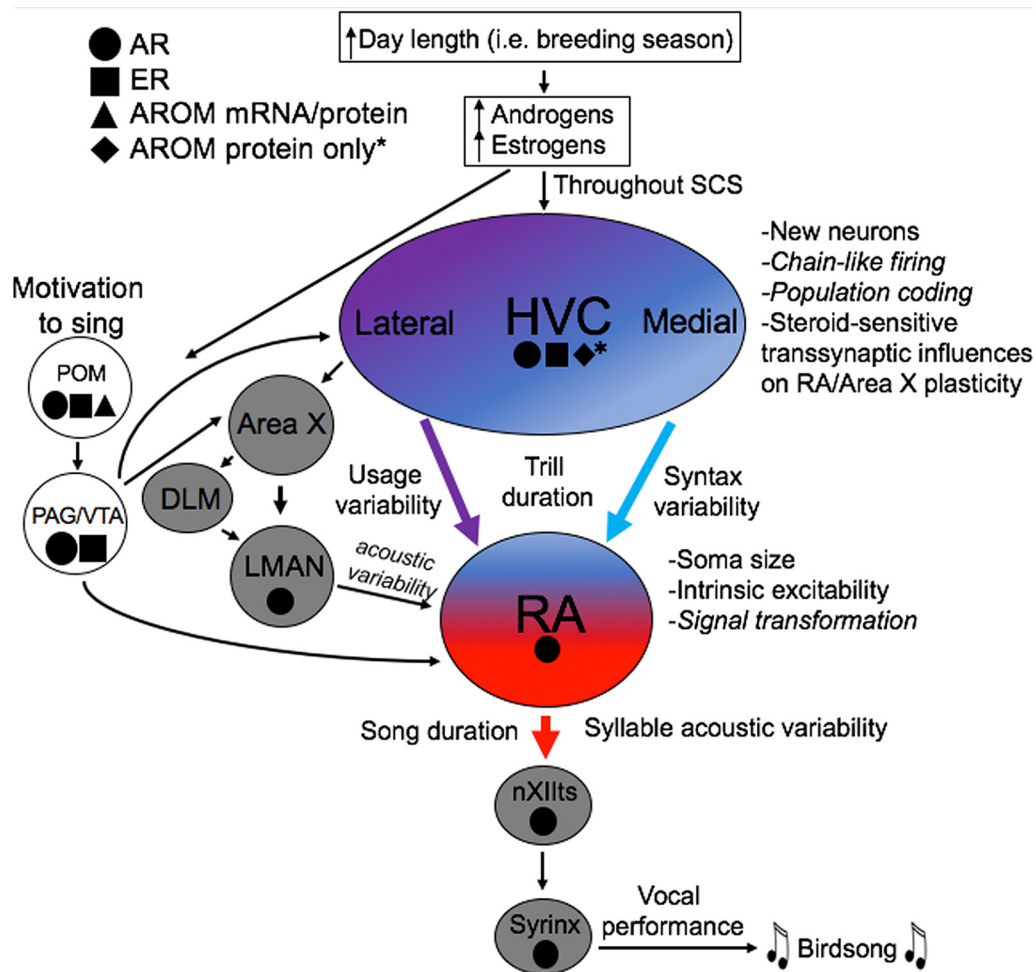 AR
ER
AROM mRNA/protein
AROM protein only*
↑Day length (i.e. breeding season)
↑Androgens
↑Estrogens
Throughout SCS
Motivation
to sing
POM
PAG/VTA
Lateral
HVC
Medial
*
-New neurons
-Chain-like firing
-Population coding
-Steroid-sensitive
transsynaptic influences
on RA/Area X plasticity
Area X
DLM
LMAN
Usage
variability
Trill
duration
Syntax
variability
acoustic
variability
RA
-Soma size
-Intrinsic excitability
-Signal transformation
Song duration
Syllable acoustic variability
nXIIts
Syrinx
Vocal
performance
Birdsong